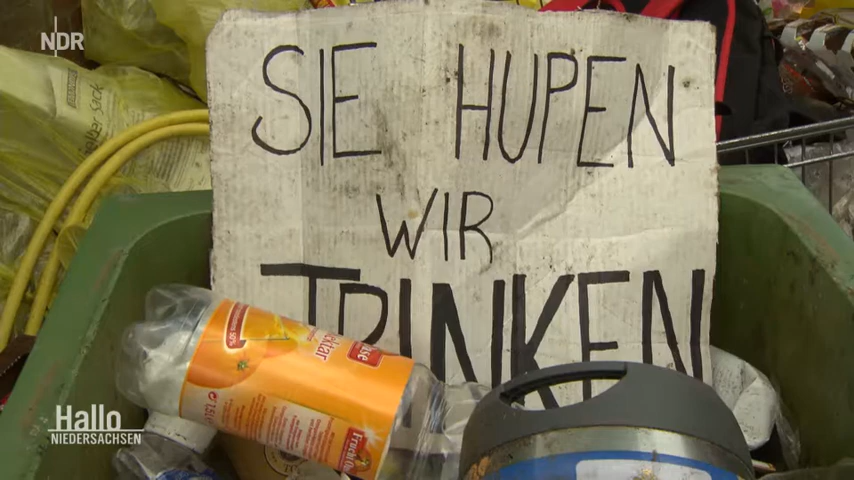 NDR
SIE HUPEN
WIR
TRINKEN
Hallo
NIEDERSACHSEN